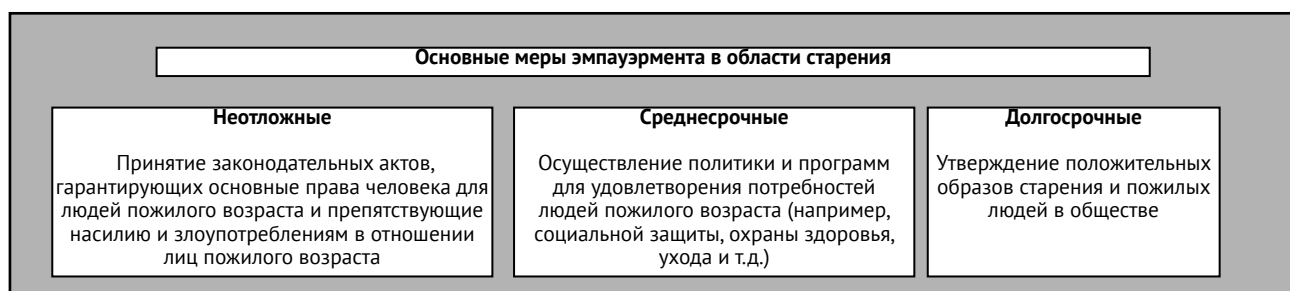 Основные меры эмпауэрмента в области старения
Неотложные
Принятие законодательных актов,
гарантирующих основные права человека для
людей пожилого возраста и препятствующие
насилию и злоупотреблениям в отношении
лиц пожилого возраста
Среднесрочные
Осуществление политики и программ
для удовлетворения потребностей
людей пожилого возраста (например,
социальной защиты, охраны здоровья,
ухода и т.д.)
Долгосрочные
Утверждение положительных
образов старения и пожилых
людей в обществе